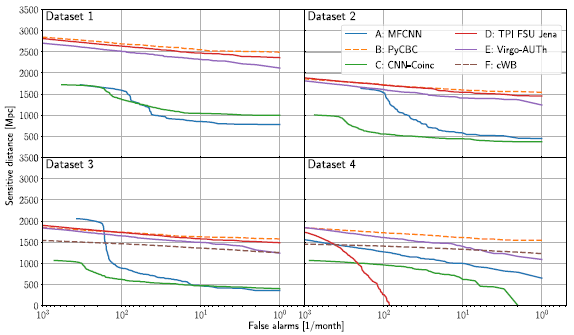 Dataset 1
Dataset 2
A: MFCNN
B: PyCBC
C: CNN-Coinc
D: TPI FSU Jena
E: Virgo-AUTh
F: cWB
3500
3000
2500
2000
1500
1000
500
Dataset 3
Dataset 4
3500
3000
2500
2000
1500
1000
500
0
Sensitive distance [Mpc]
10³ 10² 10¹ 10⁰ 10³ 10² 10¹ 10⁰
False alarms [1/month]